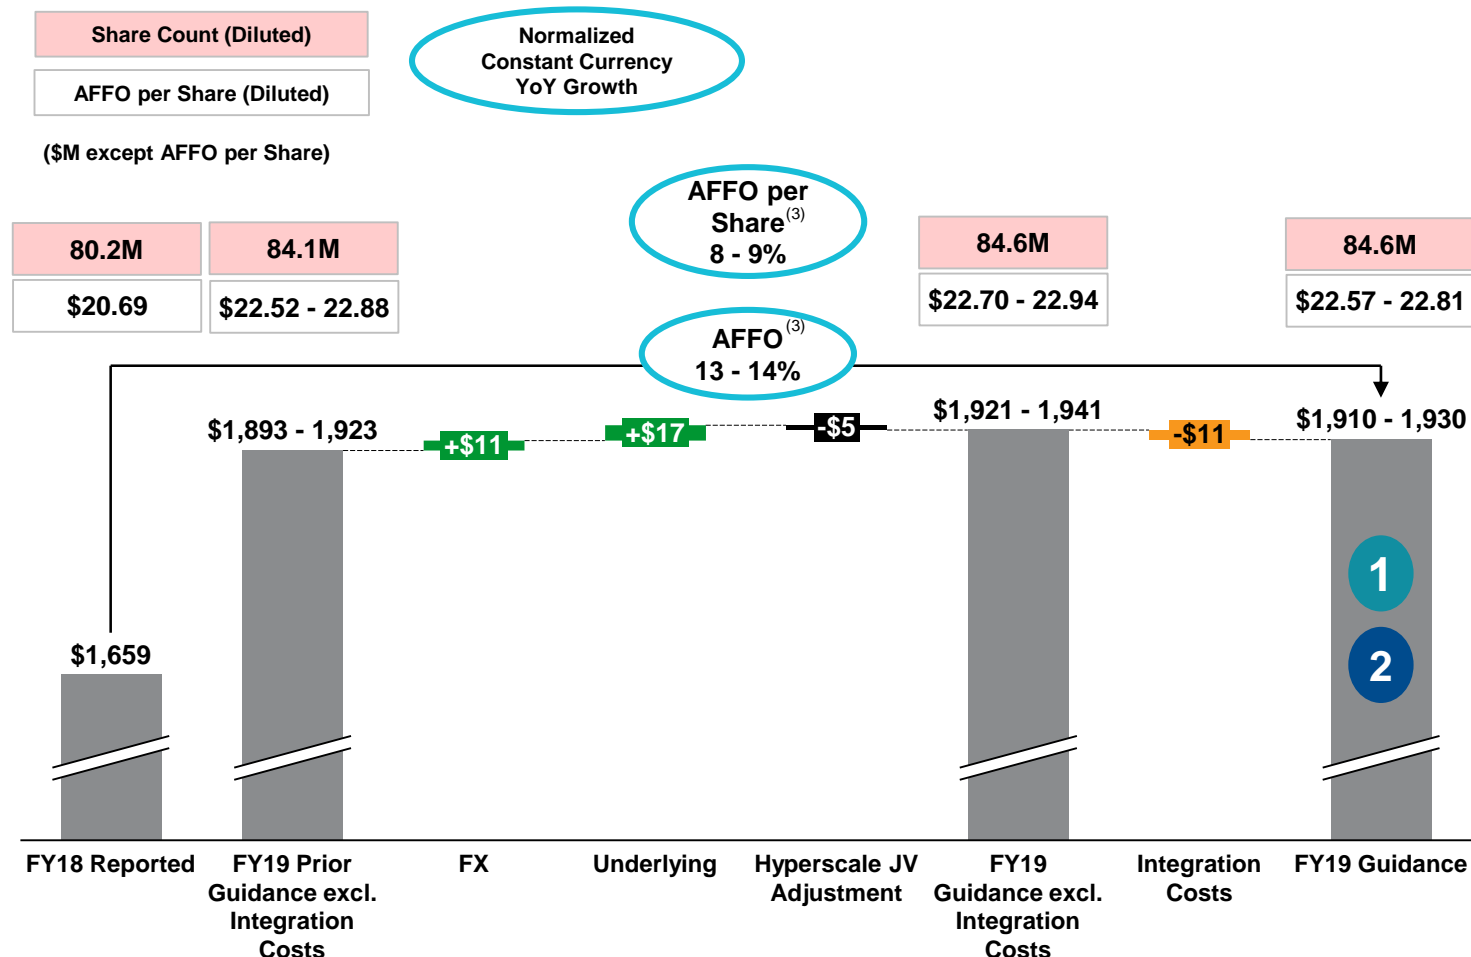 Share Count (Diluted)
AFFO per Share (Diluted)
($M except AFFO per Share)
Normalized
Constant Currency
YoY Growth
AFFO per
Share(3)
8 - 9%
80.2M
84.1M
84.6M
84.6M
$20.69
$22.52 - 22.88
$22.70 - 22.94
$22.57 - 22.81
AFFO(3)
13 - 14%
$1,659
$1,893 - 1,923
+$11
+$17
-$5
$1,921 - 1,941
-$11
$1,910 - 1,930
1
2
FY18 Reported
FY19 Prior
Guidance excl.
Integration
Costs
FX
Underlying
Hyperscale JV
Adjustment
FY19
Guidance excl.
Integration
Costs
Integration
Costs
FY19 Guidance